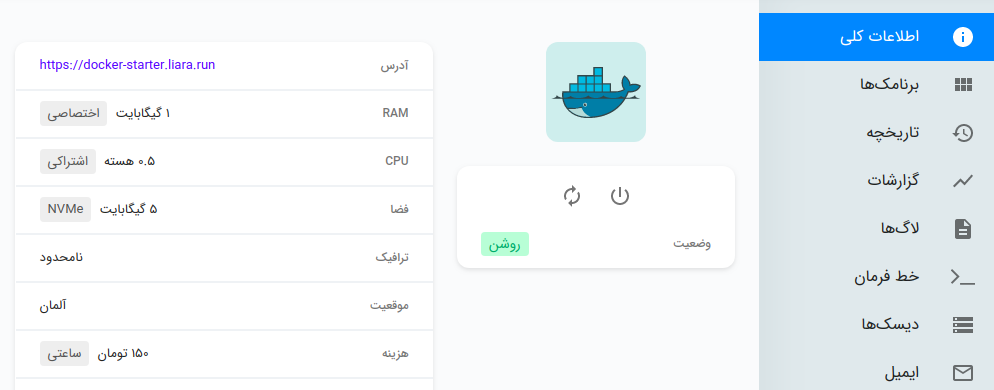 اطلاعات کلی
برنامک‌ها
تاریخچه
گزارشات
لاگ‌ها
خط فرمان
دیسک‌ها
ایمیل
وضعیت روشن
آدرس https://docker-starter.liara.run
RAM ۱ گیگابایت اختصاصی
CPU ۰.۵ هسته اشتراکی
فضا ۵ گیگابایت NVMe
ترافیک نامحدود
موقعیت آلمان
هزینه ۱۵۰ تومان ساعتی